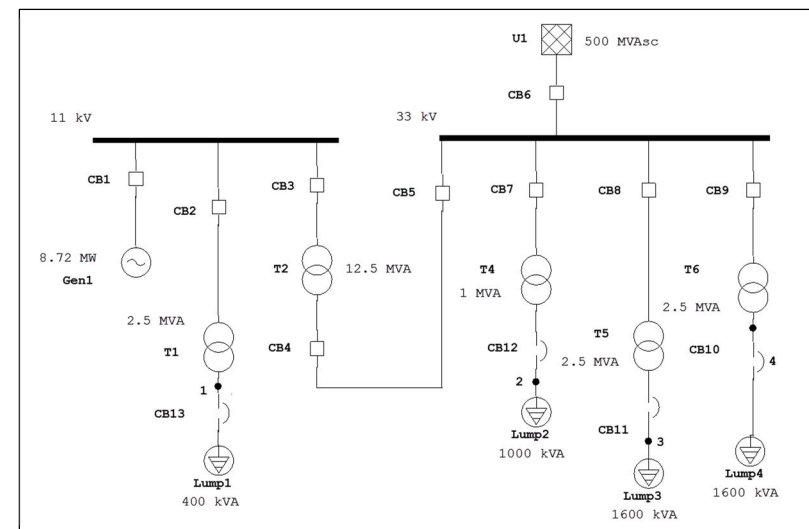 U1
500 MVAsc
CB6
11 kV
33 kV
CB1
CB2
CB3
CB5
CB7
CB8
CB9
8.72 MW
Gen1
T2
12.5 MVA
T4
1 MVA
T6
2.5 MVA
2.5 MVA
T1
CB4
T5
2.5 MVA
CB12
CB10
4
1
2
CB13
CB11
3
Lump1
400 kVA
Lump2
1000 kVA
Lump3
1600 kVA
Lump4
1600 kVA